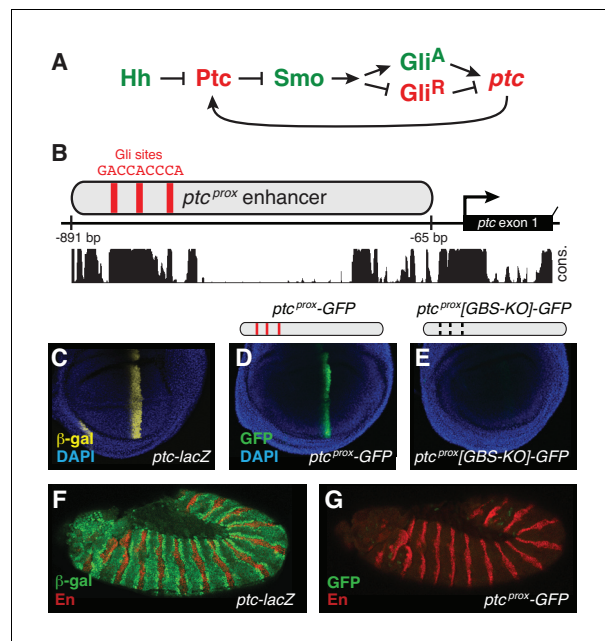 A
Hh Ptc Smo Gli^A Gli^R ptc
B
Gli sites
GACCACCCA
ptc^prox enhancer
ptc exon 1
-891 bp
-65 bp
cons.
ptc^prox-GFP
ptc^prox[GBS-KO]-GFP
C
β-gal
DAPI
ptc-lacZ
D
GFP
DAPI
ptc^prox-GFP
E
ptc^prox[GBS-KO]-GFP
F
β-gal
En
ptc-lacZ
G
GFP
En
ptc^prox-GFP